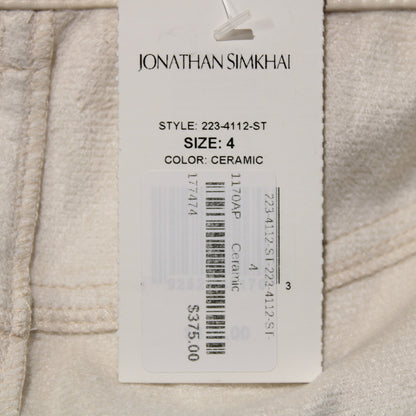 JONATHAN SIMKHAI
STYLE: 223-4112-ST
SIZE: 4
COLOR: CERAMIC
223-4112-ST-223-4112-ST-
4
1170AP Ceramic
177474
$375.00
3